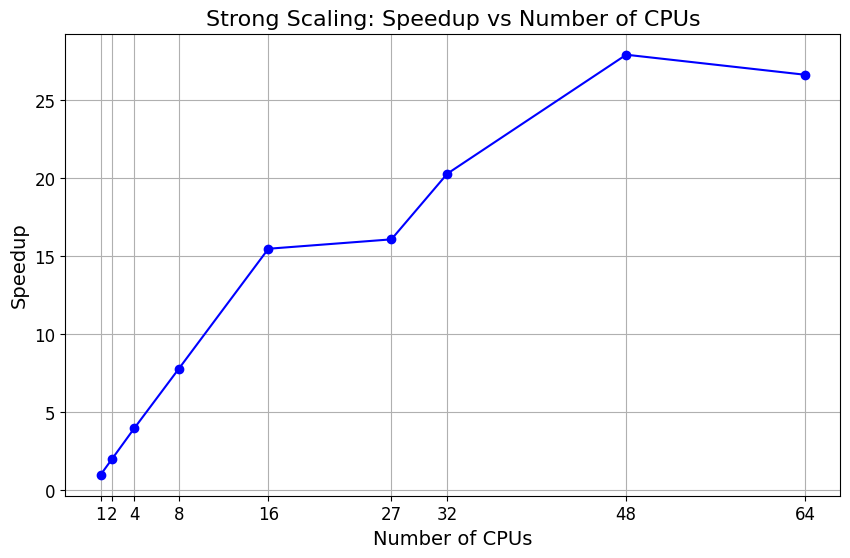 Strong Scaling: Speedup vs Number of CPUs
25
20
15
10
5
0
Speedup
1 2 4 8 16 27 32 48 64
Number of CPUs